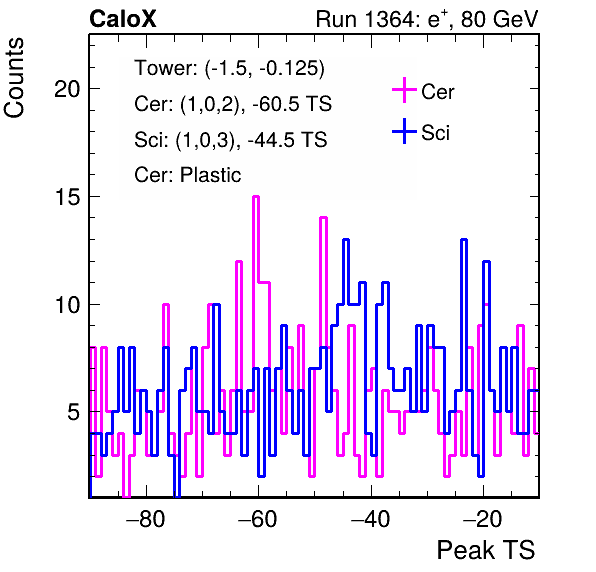 CaloX Run 1364: e⁺, 80 GeV
Counts
Tower: (-1.5, -0.125)
Cer: (1,0,2), -60.5 TS
Sci: (1,0,3), -44.5 TS
Cer: Plastic
Cer
Sci
20
15
10
5
−80 −60 −40 −20
Peak TS